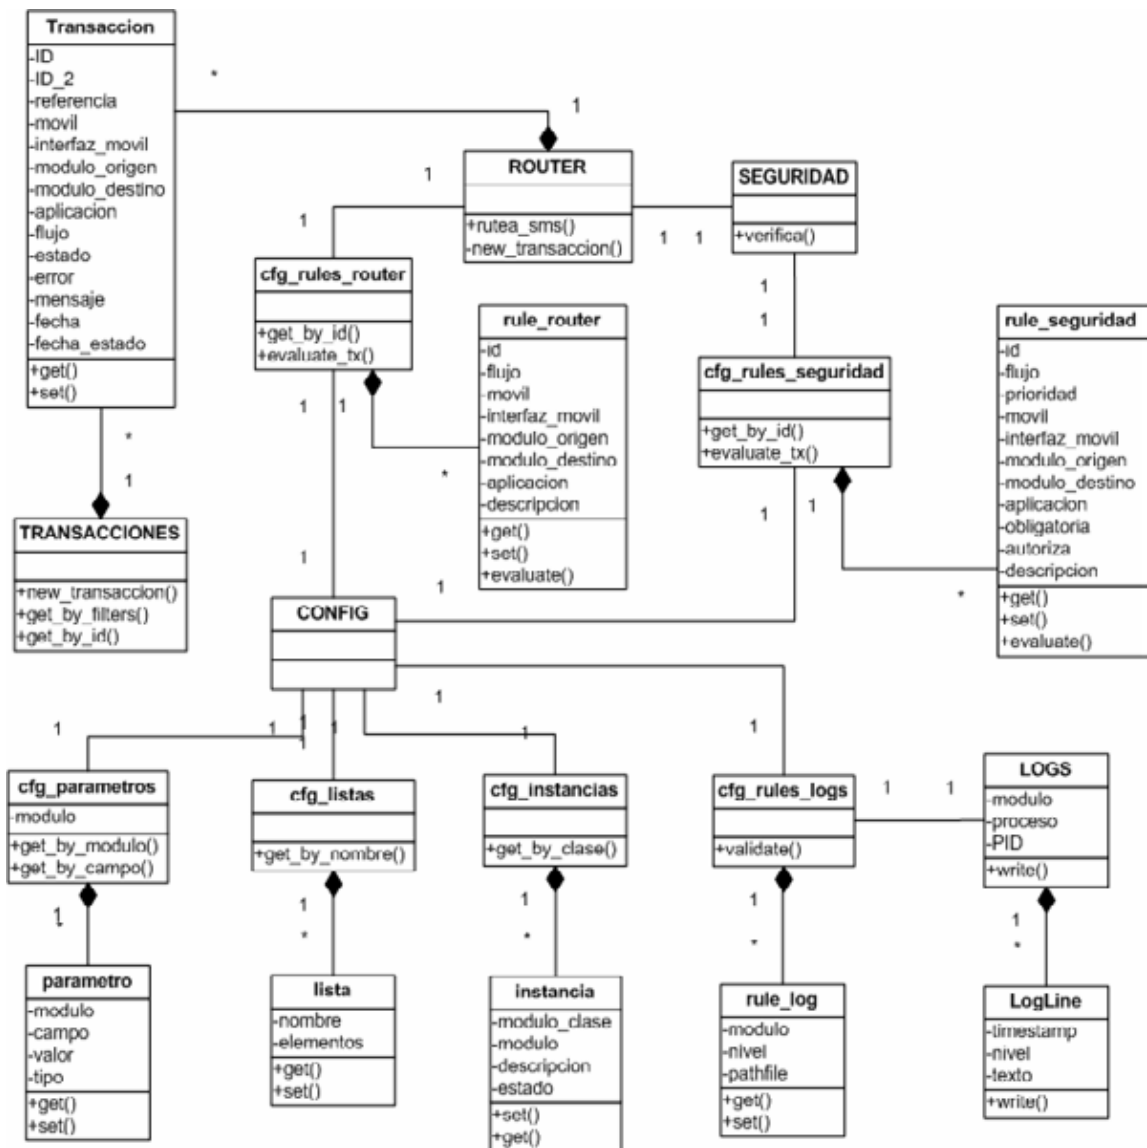 Transaccion
-ID
-ID_2
-referencia
-movil
-interfaz_movil
-modulo_origen
-modulo_destino
-aplicacion
-flujo
-estado
-error
-mensaje
-fecha
-fecha_estado
+get()
+set()
*
1
ROUTER
+rutea_sms()
-new_transaccion()
1
1
SEGURIDAD
+verifica()
1
1
cfg_rules_router
+get_by_id()
+evaluate_tx()
1
1
rule_router
-id
-flujo
-movil
-interfaz_movil
-modulo_origen
-modulo_destino
-aplicacion
-descripcion
+get()
+set()
+evaluate()
1
1
*
cfg_rules_seguridad
+get_by_id()
+evaluate_tx()
1
1
rule_seguridad
-id
-flujo
-prioridad
-movil
-interfaz_movil
-modulo_origen
-modulo_destino
-aplicacion
-obligatoria
-autoriza
-descripcion
+get()
+set()
+evaluate()
*
*
1
TRANSACCIONES
+new_transaccion()
+get_by_filters()
+get_by_id()
1
1
CONFIG
1
1
1
1
1
1
1
1
cfg_parametros
-modulo
+get_by_modulo()
+get_by_campo()
cfg_listas
+get_by_nombre()
cfg_instancias
+get_by_clase()
cfg_rules_logs
+validate()
1
1
LOGS
-modulo
-proceso
-PID
+write()
1
*
1
*
1
*
1
*
1
*
parametro
-modulo
-campo
-valor
-tipo
+get()
+set()
lista
-nombre
-elementos
+get()
+set()
instancia
-modulo_clase
-modulo
-descripcion
-estado
+set()
+get()
rule_log
-modulo
-nivel
-pathfile
+get()
+set()
LogLine
-timestamp
-nivel
-texto
+write()